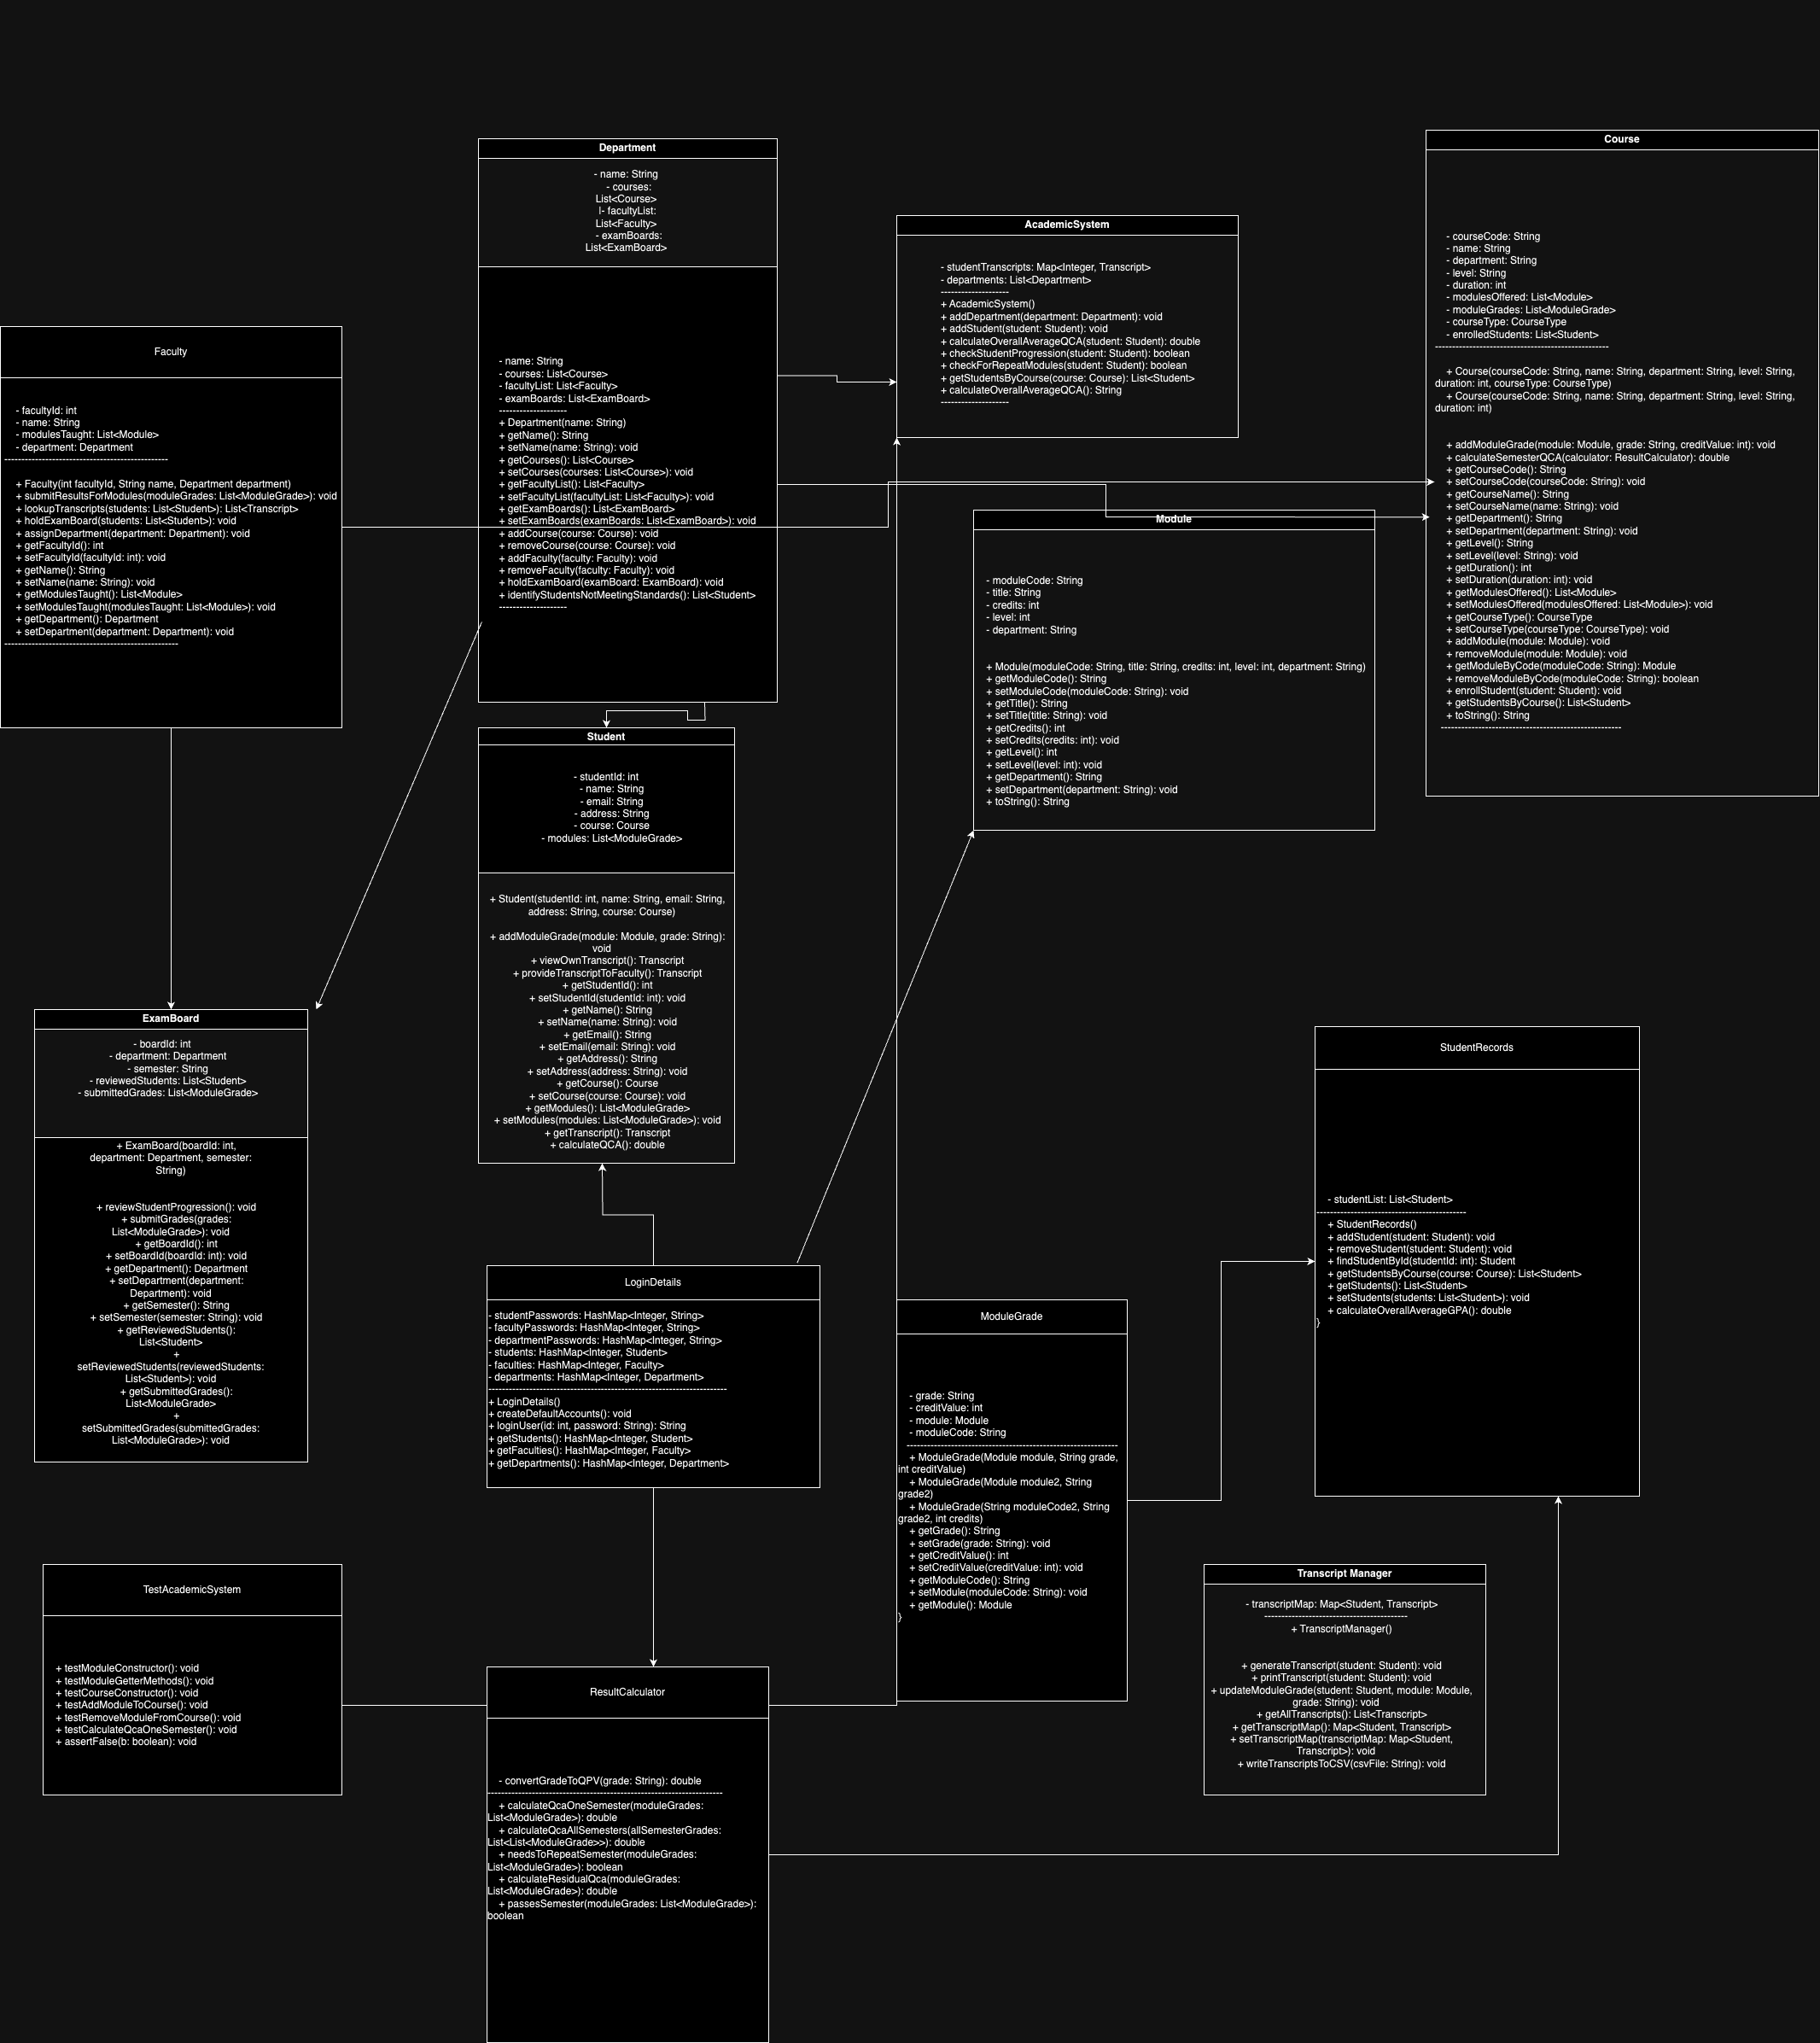 Department
- name: String
- courses:
List<Course>
|- facultyList:
List<Faculty>
- examBoards:
List<ExamBoard>
- name: String
- courses: List<Course>
- facultyList: List<Faculty>
- examBoards: List<ExamBoard>
--------------------
+ Department(name: String)
+ getName(): String
+ setName(name: String): void
+ getCourses(): List<Course>
+ setCourses(courses: List<Course>): void
+ getFacultyList(): List<Faculty>
+ setFacultyList(facultyList: List<Faculty>): void
+ getExamBoards(): List<ExamBoard>
+ setExamBoards(examBoards: List<ExamBoard>): void
+ addCourse(course: Course): void
+ removeCourse(course: Course): void
+ addFaculty(faculty: Faculty): void
+ removeFaculty(faculty: Faculty): void
+ holdExamBoard(examBoard: ExamBoard): void
+ identifyStudentsNotMeetingStandards(): List<Student>
--------------------
Course
- courseCode: String
- name: String
- department: String
- level: String
- duration: int
- modulesOffered: List<Module>
- moduleGrades: List<ModuleGrade>
- courseType: CourseType
- enrolledStudents: List<Student>
---------------------------------------------------
+ Course(courseCode: String, name: String, department: String, level: String,
duration: int, courseType: CourseType)
+ Course(courseCode: String, name: String, department: String, level: String,
duration: int)
+ addModuleGrade(module: Module, grade: String, creditValue: int): void
+ calculateSemesterQCA(calculator: ResultCalculator): double
+ getCourseCode(): String
+ setCourseCode(courseCode: String): void
+ getCourseName(): String
+ setCourseName(name: String): void
+ getDepartment(): String
+ setDepartment(department: String): void
+ getLevel(): String
+ setLevel(level: String): void
+ getDuration(): int
+ setDuration(duration: int): void
+ getModulesOffered(): List<Module>
+ setModulesOffered(modulesOffered: List<Module>): void
+ getCourseType(): CourseType
+ setCourseType(courseType: CourseType): void
+ addModule(module: Module): void
+ removeModule(module: Module): void
+ getModuleByCode(moduleCode: String): Module
+ removeModuleByCode(moduleCode: String): boolean
+ enrollStudent(student: Student): void
+ getStudentsByCourse(): List<Student>
+ toString(): String
-----------------------------------------------------
AcademicSystem
- studentTranscripts: Map<Integer, Transcript>
- departments: List<Department>
--------------------
+ AcademicSystem()
+ addDepartment(department: Department): void
+ addStudent(student: Student): void
+ calculateOverallAverageQCA(student: Student): double
+ checkStudentProgression(student: Student): boolean
+ checkForRepeatModules(student: Student): boolean
+ getStudentsByCourse(course: Course): List<Student>
+ calculateOverallAverageQCA(): String
--------------------
Faculty
- facultyId: int
- name: String
- modulesTaught: List<Module>
- department: Department
------------------------------------------------
+ Faculty(int facultyId, String name, Department department)
+ submitResultsForModules(moduleGrades: List<ModuleGrade>): void
+ lookupTranscripts(students: List<Student>): List<Transcript>
+ holdExamBoard(students: List<Student>): void
+ assignDepartment(department: Department): void
+ getFacultyId(): int
+ setFacultyId(facultyId: int): void
+ getName(): String
+ setName(name: String): void
+ getModulesTaught(): List<Module>
+ setModulesTaught(modulesTaught: List<Module>): void
+ getDepartment(): Department
+ setDepartment(department: Department): void
---------------------------------------------------
Module
- moduleCode: String
- title: String
- credits: int
- level: int
- department: String
+ Module(moduleCode: String, title: String, credits: int, level: int, department: String)
+ getModuleCode(): String
+ setModuleCode(moduleCode: String): void
+ getTitle(): String
+ setTitle(title: String): void
+ getCredits(): int
+ setCredits(credits: int): void
+ getLevel(): int
+ setLevel(level: int): void
+ getDepartment(): String
+ setDepartment(department: String): void
+ toString(): String
Student
- studentId: int
- name: String
- email: String
- address: String
- course: Course
- modules: List<ModuleGrade>
+ Student(studentId: int, name: String, email: String,
address: String, course: Course)
+ addModuleGrade(module: Module, grade: String):
void
+ viewOwnTranscript(): Transcript
+ provideTranscriptToFaculty(): Transcript
+ getStudentId(): int
+ setStudentId(studentId: int): void
+ getName(): String
+ setName(name: String): void
+ getEmail(): String
+ setEmail(email: String): void
+ getAddress(): String
+ setAddress(address: String): void
+ getCourse(): Course
+ setCourse(course: Course): void
+ getModules(): List<ModuleGrade>
+ setModules(modules: List<ModuleGrade>): void
+ getTranscript(): Transcript
+ calculateQCA(): double
ExamBoard
- boardId: int
- department: Department
- semester: String
- reviewedStudents: List<Student>
- submittedGrades: List<ModuleGrade>
+ ExamBoard(boardId: int,
department: Department, semester:
String)
+ reviewStudentProgression(): void
+ submitGrades(grades:
List<ModuleGrade>): void
+ getBoardId(): int
+ setBoardId(boardId: int): void
+ getDepartment(): Department
+ setDepartment(department:
Department): void
+ getSemester(): String
+ setSemester(semester: String): void
+ getReviewedStudents():
List<Student>
+
setReviewedStudents(reviewedStudents:
List<Student>): void
+ getSubmittedGrades():
List<ModuleGrade>
+
setSubmittedGrades(submittedGrades:
List<ModuleGrade>): void
StudentRecords
- studentList: List<Student>
--------------------------------------------
+ StudentRecords()
+ addStudent(student: Student): void
+ removeStudent(student: Student): void
+ findStudentById(studentId: int): Student
+ getStudentsByCourse(course: Course): List<Student>
+ getStudents(): List<Student>
+ setStudents(students: List<Student>): void
+ calculateOverallAverageGPA(): double
}
LoginDetails
- studentPasswords: HashMap<Integer, String>
- facultyPasswords: HashMap<Integer, String>
- departmentPasswords: HashMap<Integer, String>
- students: HashMap<Integer, Student>
- faculties: HashMap<Integer, Faculty>
- departments: HashMap<Integer, Department>
----------------------------------------------------------------------
+ LoginDetails()
+ createDefaultAccounts(): void
+ loginUser(id: int, password: String): String
+ getStudents(): HashMap<Integer, Student>
+ getFaculties(): HashMap<Integer, Faculty>
+ getDepartments(): HashMap<Integer, Department>
ModuleGrade
- grade: String
- creditValue: int
- module: Module
- moduleCode: String
--------------------------------------------------------------
+ ModuleGrade(Module module, String grade,
int creditValue)
+ ModuleGrade(Module module2, String
grade2)
+ ModuleGrade(String moduleCode2, String
grade2, int credits)
+ getGrade(): String
+ setGrade(grade: String): void
+ getCreditValue(): int
+ setCreditValue(creditValue: int): void
+ getModuleCode(): String
+ setModule(moduleCode: String): void
+ getModule(): Module
}
TestAcademicSystem
+ testModuleConstructor(): void
+ testModuleGetterMethods(): void
+ testCourseConstructor(): void
+ testAddModuleToCourse(): void
+ testRemoveModuleFromCourse(): void
+ testCalculateQcaOneSemester(): void
+ assertFalse(b: boolean): void
Transcript Manager
- transcriptMap: Map<Student, Transcript>
------------------------------------------
+ TranscriptManager()
+ generateTranscript(student: Student): void
+ printTranscript(student: Student): void
+ updateModuleGrade(student: Student, module: Module,
grade: String): void
+ getAllTranscripts(): List<Transcript>
+ getTranscriptMap(): Map<Student, Transcript>
+ setTranscriptMap(transcriptMap: Map<Student,
Transcript>): void
+ writeTranscriptsToCSV(csvFile: String): void
ResultCalculator
- convertGradeToQPV(grade: String): double
---------------------------------------------------------------------
+ calculateQcaOneSemester(moduleGrades:
List<ModuleGrade>): double
+ calculateQcaAllSemesters(allSemesterGrades:
List<List<ModuleGrade>>): double
+ needsToRepeatSemester(moduleGrades:
List<ModuleGrade>): boolean
+ calculateResidualQca(moduleGrades:
List<ModuleGrade>): double
+ passesSemester(moduleGrades: List<ModuleGrade>):
boolean